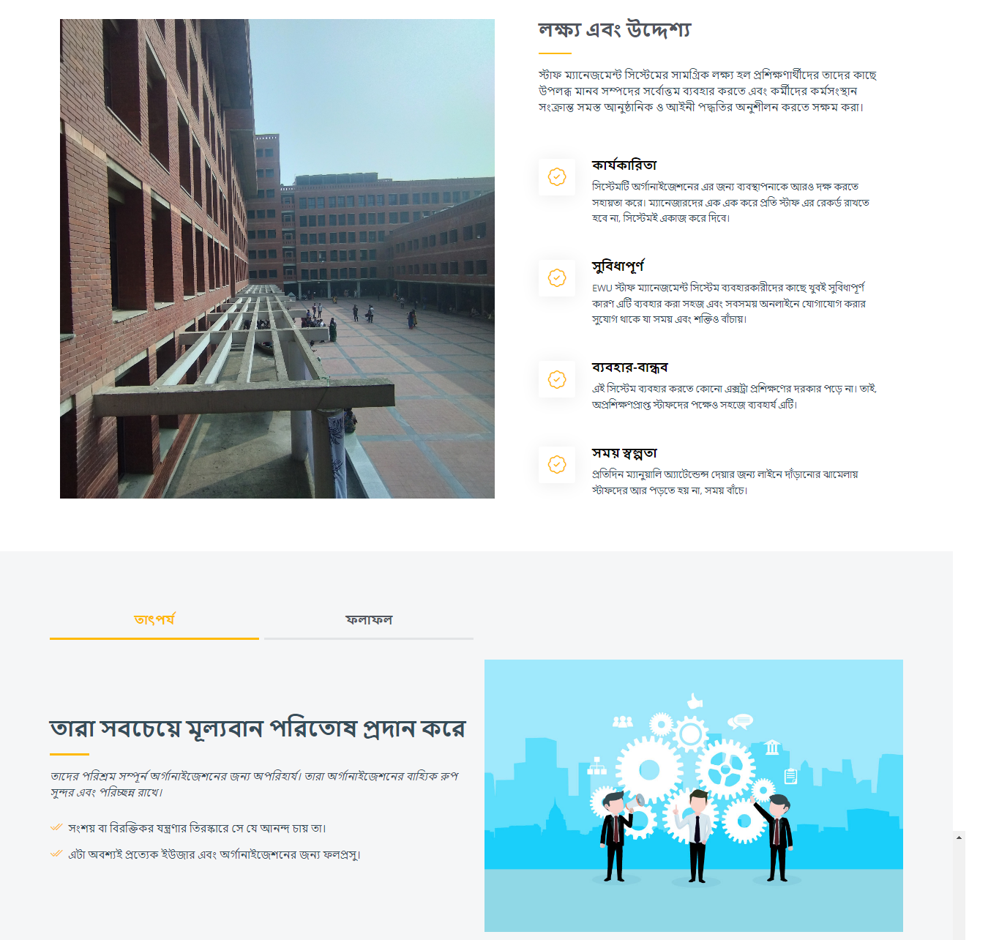 লক্ষ্য এবং উদ্দেশ্য
স্টাফ ম্যানেজমেন্ট সিস্টেমের সামগ্রিক লক্ষ্য হল প্রশিক্ষণার্থীদের তাদের কাছে
উপলব্ধ মানব সম্পদের সর্বোত্তম ব্যবহার করতে এবং কর্মীদের কর্মসংস্থান
সংক্রান্ত সমস্ত আনুষ্ঠানিক ও আইনী পদ্ধতির অনুশীলন করতে সক্ষম করা।
কার্যকারিতা
সিস্টেমটি অর্গানাইজেশনের এর জন্য ব্যবস্থাপনাকে আরও দক্ষ করতে
সহায়তা করে। ম্যানেজারদের এক এক করে প্রতি স্টাফ এর রেকর্ড রাখতে
হবে না, সিস্টেমই একাজ করে দিবে।
সুবিধাপূর্ণ
EWU স্টাফ ম্যানেজমেন্ট সিস্টেম ব্যবহারকারীদের কাছে খুবই সুবিধাপূর্ণ
কারণ এটি ব্যবহার করা সহজ এবং সবসময় অনলাইনে যোগাযোগ করার
সুযোগ থাকে যা সময় এবং শক্তিও বাঁচায়।
ব্যবহার-বান্ধব
এই সিস্টেম ব্যবহার করতে কোনো এক্সট্রা প্রশিক্ষণের দরকার পড়ে না। তাই,
অপ্রশিক্ষণপ্রাপ্ত স্টাফদের পক্ষেও সহজে ব্যবহার্য এটি।
সময় স্বল্পতা
প্রতিদিন ম্যানুয়ালি অ্যাটেন্ডেন্স দেয়ার জন্য লাইনে দাঁড়ানোর ঝামেলায়
স্টাফদের আর পড়তে হয় না, সময় বাঁচে।
তাৎপর্য
ফলাফল
তারা সবচেয়ে মূল্যবান পরিতোষ প্রদান করে
তাদের পরিশ্রম সম্পূর্ন অর্গানাইজেশনের জন্য অপরিহার্য। তারা অর্গানাইজেশনের বাহ্যিক রুপ
সুন্দর এবং পরিচ্ছন্ন রাখে।
সংশয় বা বিরক্তিকর যন্ত্রণার তিরস্কারে সে যে আনন্দ চায় তা।
এটা অবশ্যই প্রত্যেক ইউজার এবং অর্গানাইজেশনের জন্য ফলপ্রসু।